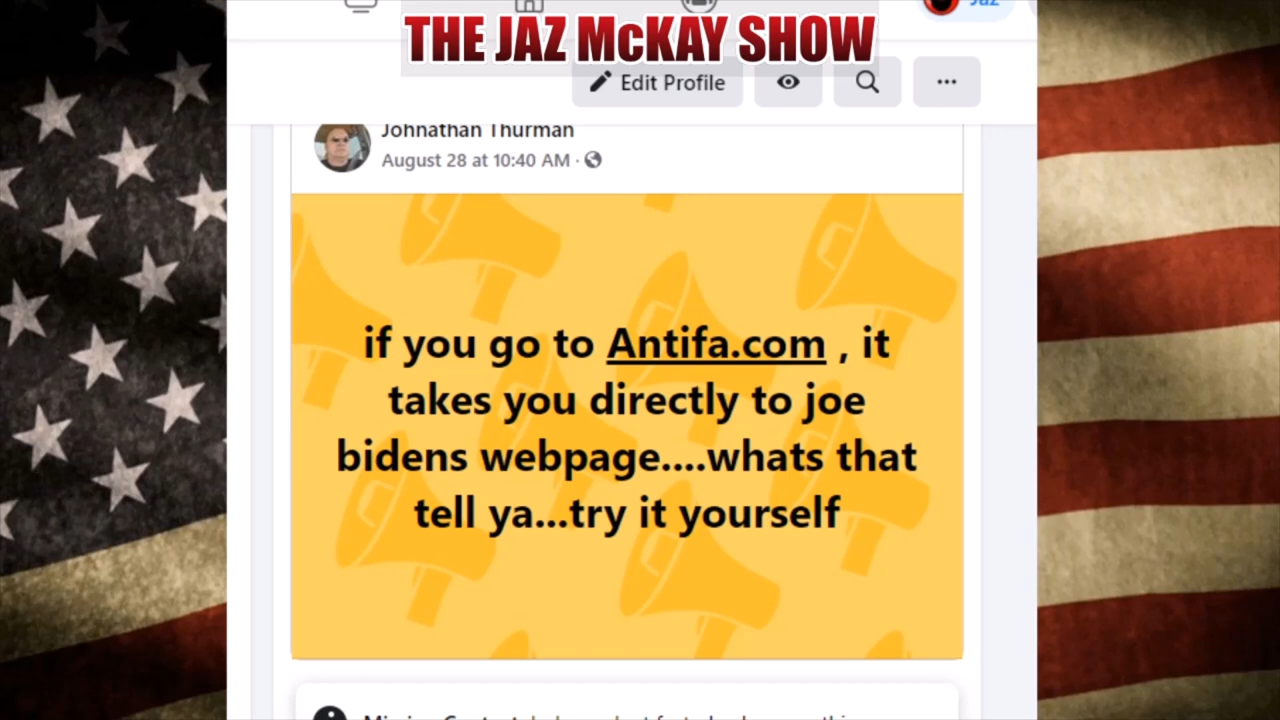 Jaz
THE JAZ McKAY SHOW
Edit Profile
Johnathan Thurman
August 28 at 10:40 AM ·
if you go to Antifa.com , it
takes you directly to joe
bidens webpage....whats that
tell ya...try it yourself